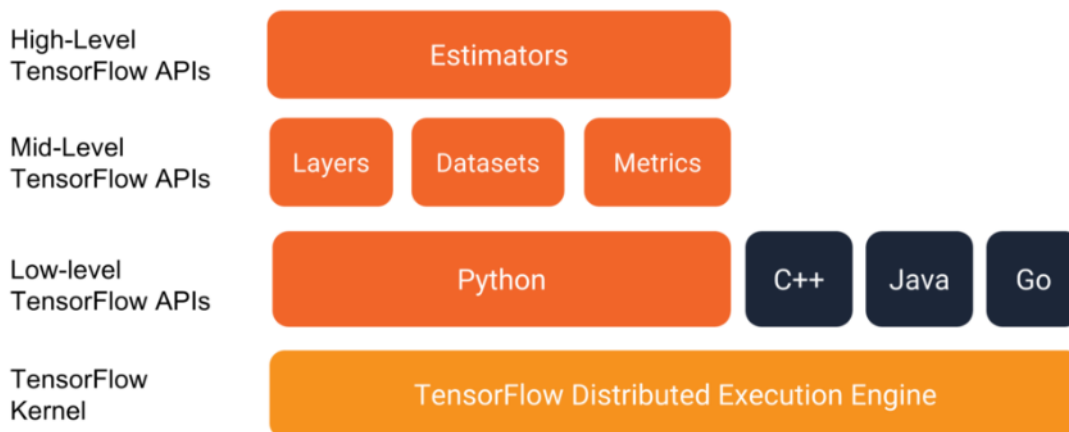 High-Level
TensorFlow APIs
Estimators
Mid-Level
TensorFlow APIs
Layers
Datasets
Metrics
Low-level
TensorFlow APIs
Python
C++
Java
Go
TensorFlow
Kernel
TensorFlow Distributed Execution Engine